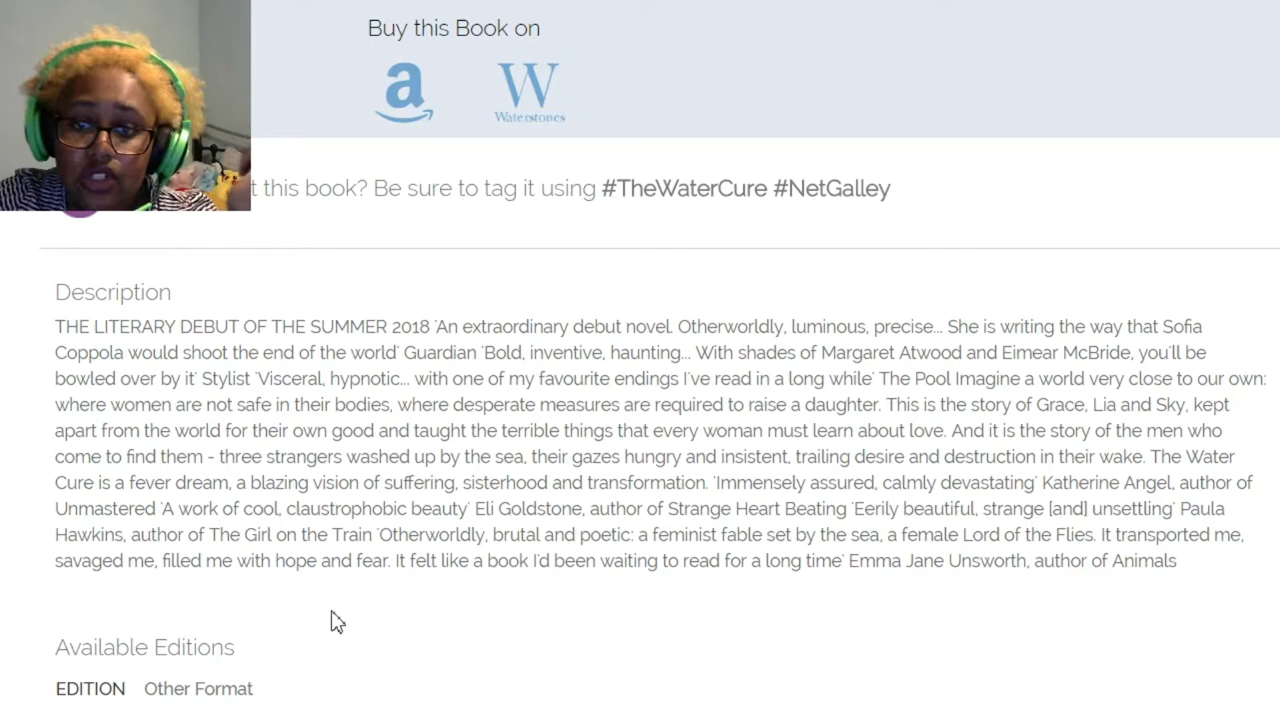 Buy this Book on
a W
Waterstones
t this book? Be sure to tag it using #TheWaterCure #NetGalley
Description
THE LITERARY DEBUT OF THE SUMMER 2018 'An extraordinary debut novel. Otherworldly, luminous, precise... She is writing the way that Sofia
Coppola would shoot the end of the world' Guardian 'Bold, inventive, haunting... With shades of Margaret Atwood and Eimear McBride, you'll be
bowled over by it' Stylist 'Visceral, hypnotic... with one of my favourite endings I've read in a long while' The Pool Imagine a world very close to our own:
where women are not safe in their bodies, where desperate measures are required to raise a daughter. This is the story of Grace, Lia and Sky, kept
apart from the world for their own good and taught the terrible things that every woman must learn about love. And it is the story of the men who
come to find them - three strangers washed up by the sea, their gazes hungry and insistent, trailing desire and destruction in their wake. The Water
Cure is a fever dream, a blazing vision of suffering, sisterhood and transformation. 'Immensely assured, calmly devastating' Katherine Angel, author of
Unmastered 'A work of cool, claustrophobic beauty' Eli Goldstone, author of Strange Heart Beating 'Eerily beautiful, strange [and] unsettling' Paula
Hawkins, author of The Girl on the Train 'Otherworldly, brutal and poetic: a feminist fable set by the sea, a female Lord of the Flies. It transported me,
savaged me, filled me with hope and fear. It felt like a book I'd been waiting to read for a long time' Emma Jane Unsworth, author of Animals
Available Editions
EDITION Other Format